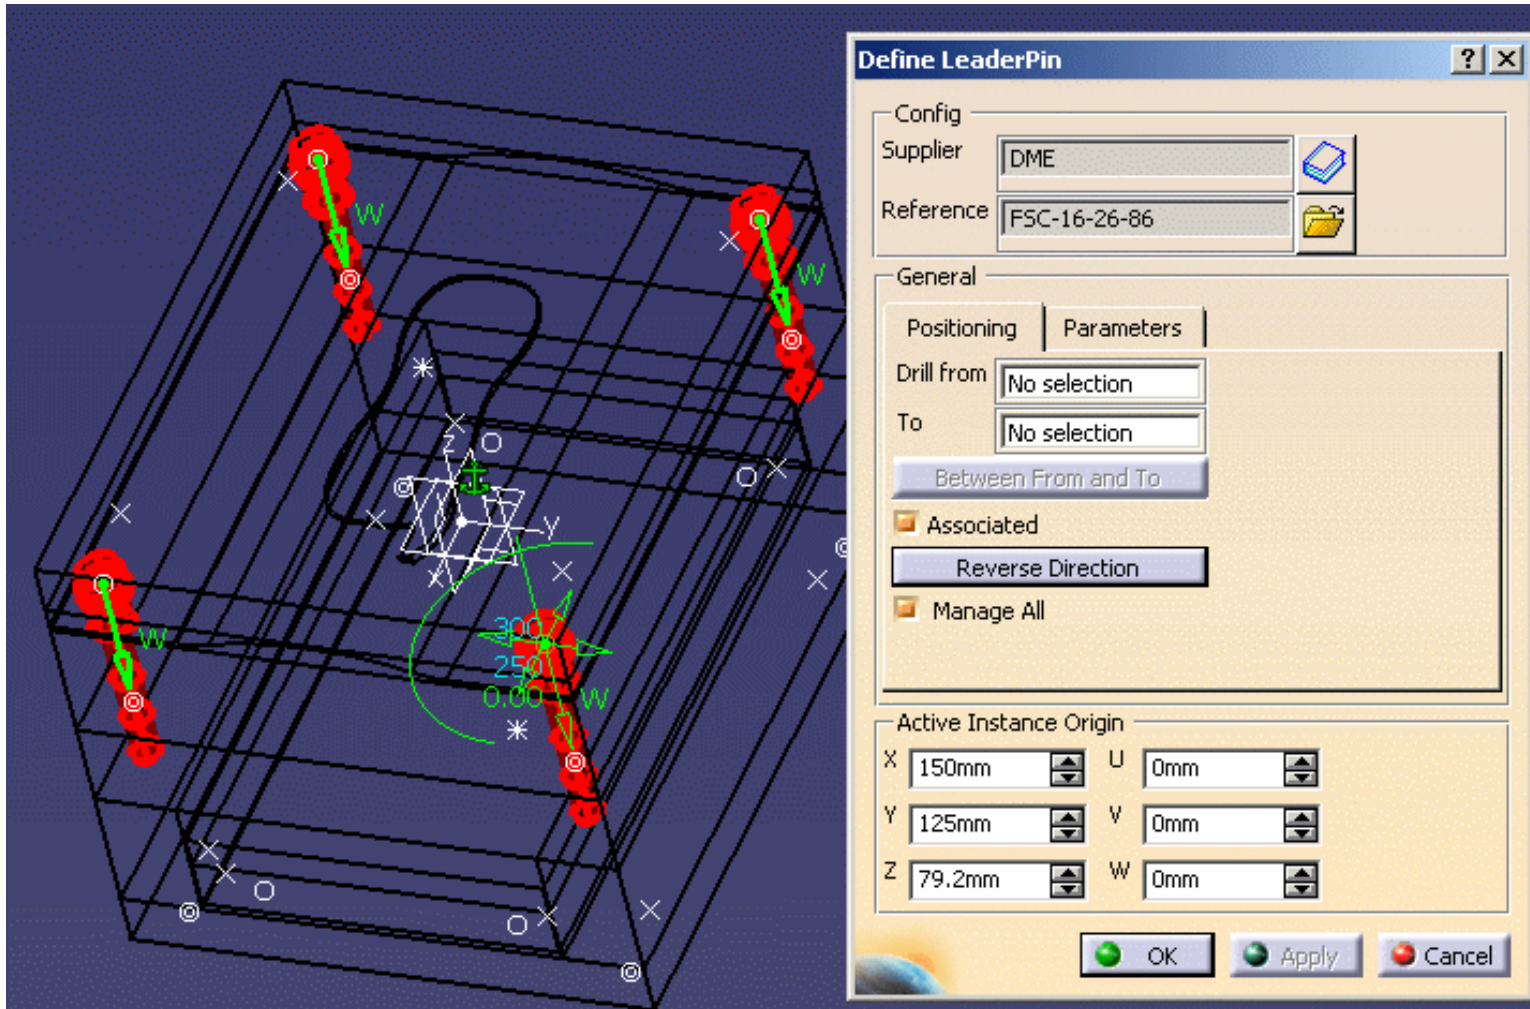 Define LeaderPin
Config
Supplier
DME
Reference
FSC-16-26-86
General
Positioning Parameters
Drill from
No selection
To
No selection
Between From and To
Associated
Reverse Direction
Manage All
Active Instance Origin
X 150mm U 0mm
Y 125mm V 0mm
Z 79.2mm W 0mm
OK Apply Cancel
W
W
Z
Y
X
W
300
250
0.00
W